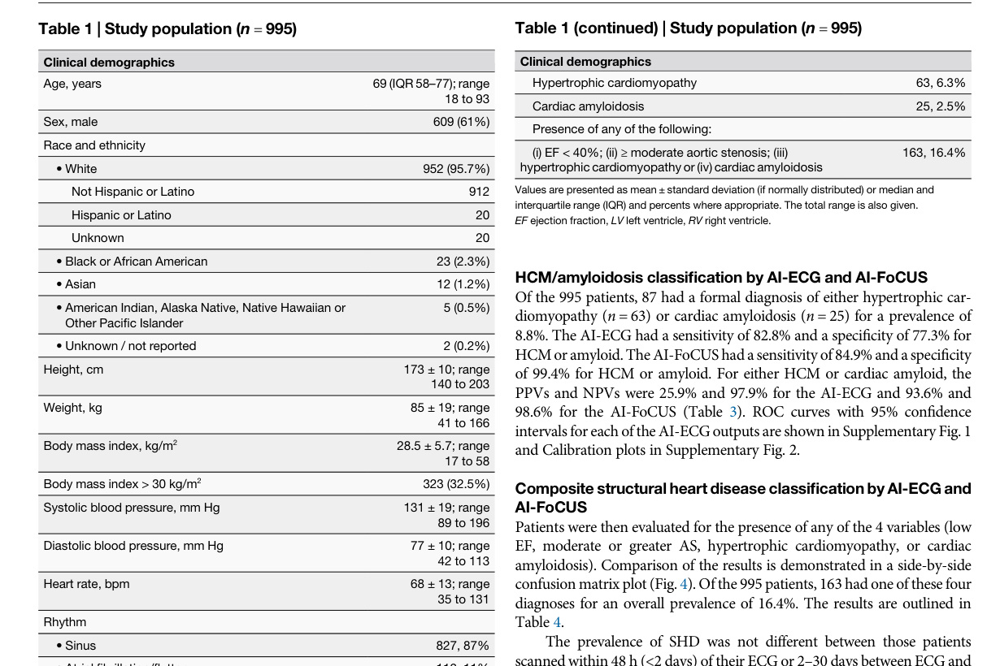 Table 1 | Study population (n = 995)
Clinical demographics
Age, years 69 (IQR 58–77); range
18 to 93
Sex, male 609 (61%)
Race and ethnicity
• White 952 (95.7%)
Not Hispanic or Latino 912
Hispanic or Latino 20
Unknown 20
• Black or African American 23 (2.3%)
• Asian 12 (1.2%)
• American Indian, Alaska Native, Native Hawaiian or 5 (0.5%)
Other Pacific Islander
• Unknown / not reported 2 (0.2%)
Height, cm 173 ± 10; range
140 to 203
Weight, kg 85 ± 19; range
41 to 166
Body mass index, kg/m² 28.5 ± 5.7; range
17 to 58
Body mass index > 30 kg/m² 323 (32.5%)
Systolic blood pressure, mm Hg 131 ± 19; range
89 to 196
Diastolic blood pressure, mm Hg 77 ± 10; range
42 to 113
Heart rate, bpm 68 ± 13; range
35 to 131
Rhythm
• Sinus 827, 87%
Table 1 (continued) | Study population (n = 995)
Clinical demographics
Hypertrophic cardiomyopathy 63, 6.3%
Cardiac amyloidosis 25, 2.5%
Presence of any of the following:
(i) EF < 40%; (ii) ≥ moderate aortic stenosis; (iii) 163, 16.4%
hypertrophic cardiomyopathy or (iv) cardiac amyloidosis
Values are presented as mean ± standard deviation (if normally distributed) or median and
interquartile range (IQR) and percents where appropriate. The total range is also given.
EF ejection fraction, LV left ventricle, RV right ventricle.
HCM/amyloidosis classification by AI-ECG and AI-FoCUS
Of the 995 patients, 87 had a formal diagnosis of either hypertrophic car-
diomyopathy (n = 63) or cardiac amyloidosis (n = 25) for a prevalence of
8.8%. The AI-ECG had a sensitivity of 82.8% and a specificity of 77.3% for
HCM or amyloid. The AI-FoCUS had a sensitivity of 84.9% and a specificity
of 99.4% for HCM or amyloid. For either HCM or cardiac amyloid, the
PPVs and NPVs were 25.9% and 97.9% for the AI-ECG and 93.6% and
98.6% for the AI-FoCUS (Table 3). ROC curves with 95% confidence
intervals for each of the AI-ECG outputs are shown in Supplementary Fig. 1
and Calibration plots in Supplementary Fig. 2.
Composite structural heart disease classification by AI-ECG and
AI-FoCUS
Patients were then evaluated for the presence of any of the 4 variables (low
EF, moderate or greater AS, hypertrophic cardiomyopathy, or cardiac
amyloidosis). Comparison of the results is demonstrated in a side-by-side
confusion matrix plot (Fig. 4). Of the 995 patients, 163 had one of these four
diagnoses for an overall prevalence of 16.4%. The results are outlined in
Table 4.
The prevalence of SHD was not different between those patients
scanned within 48 h (<2 days) of their ECG or 2–30 days between ECG and